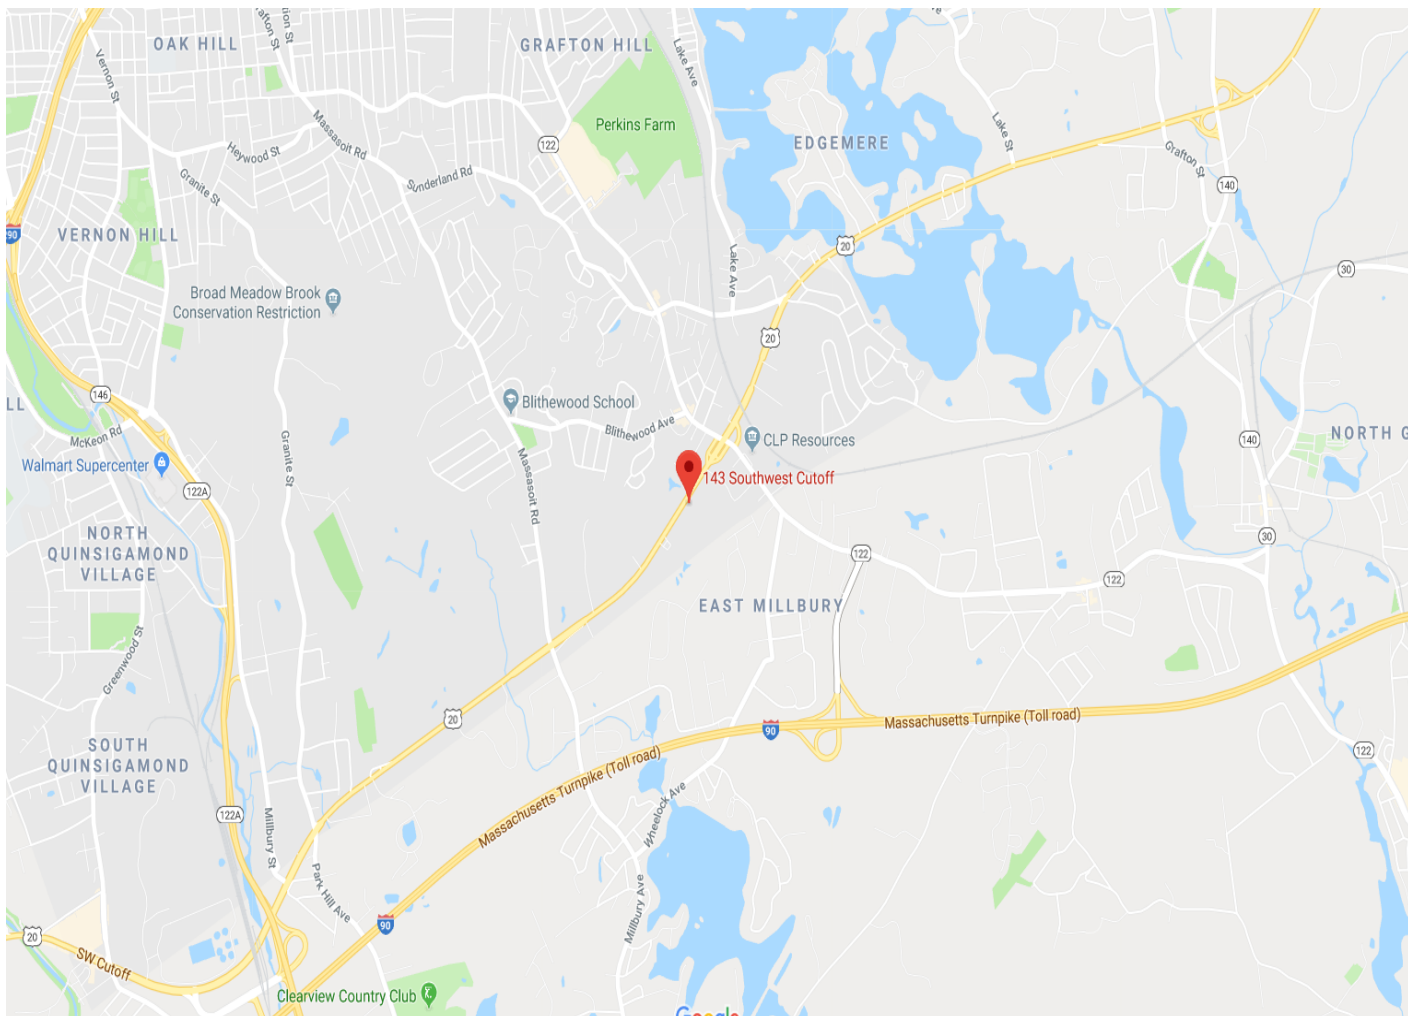 OAK HILL
Grafton St
GRAFTON HILL
Lake Ave
Vernon St
Massasoit Rd
Perkins Farm
EDGEMERE
Lake St
122
Heywood St
Grafton St
Granite St
Sunderland Rd
140
290
VERNON HILL
20
Lake Ave
30
Broad Meadow Brook
Conservation Restriction
20
146
Blithewood School
LL
McKeon Rd
Blithewood Ave
CLP Resources
140
NORTH G
Granite St
Walmart Supercenter
143 Southwest Cutoff
Massasoit Rd
122A
NORTH
QUINSIGAMOND
VILLAGE
30
122
122
EAST MILLBURY
Greenwood St
20
90
Massachusetts Turnpike (Toll road)
SOUTH
QUINSIGAMOND
VILLAGE
122
Massachusetts Turnpike (Toll road)
122A
Millbury St
Wheelock Ave
Park Hill Ave
Millbury Ave
90
20
SW Cutoff
Clearview Country Club
Google